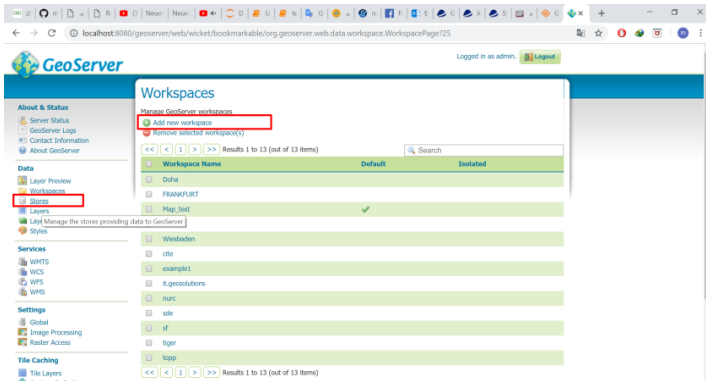 localhost:8080/geoserver/web/wicket/bookmarkable/org.geoserver.web.data.workspace.WorkspacePage?25
GeoServer
Logged in as admin.
Logout
About & Status
Server Status
GeoServer Logs
Contact Information
About GeoServer
Data
Layer Preview
Workspaces
Stores
Layers
Manage the stores providing data to GeoServer
Styles
Services
WMTS
WCS
WFS
WMS
Settings
Global
Image Processing
Raster Access
Tile Caching
Tile Layers
Workspaces
Manage GeoServer workspaces
Add new workspace
Remove selected workspace(s)
<< < 1 > >> Results 1 to 13 (out of 13 items)
Search
Workspace Name Default Isolated
Doha
FRANKFURT
Map_test
Wiesbaden
cite
example1
it.geosolutions
nurc
sde
sf
tiger
topp
<< < 1 > >> Results 1 to 13 (out of 13 items)